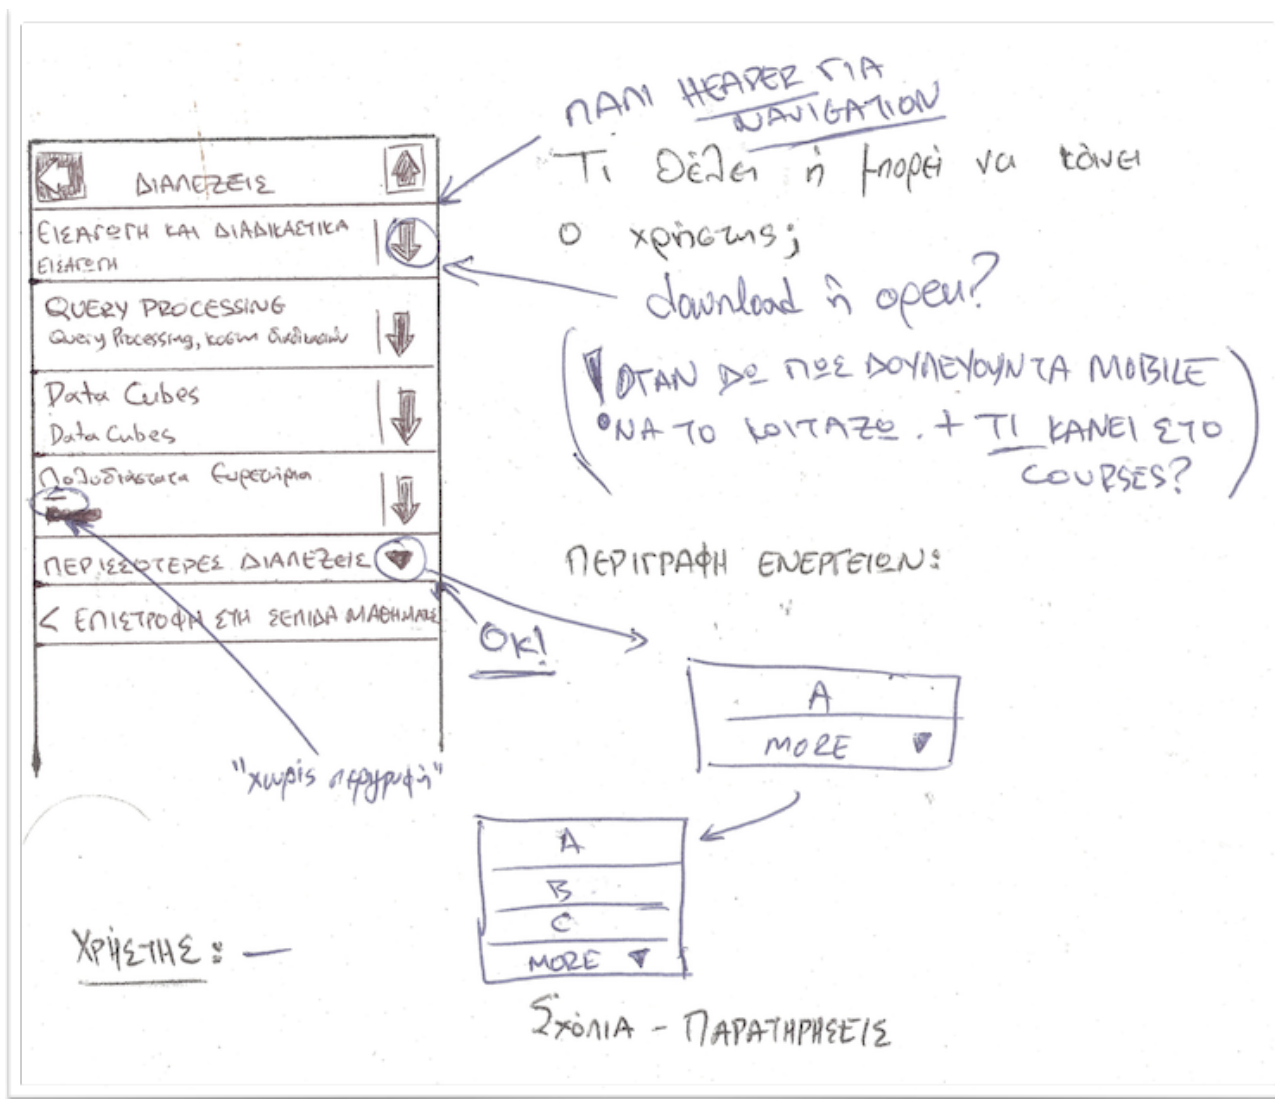 ΠΑΛΙ HEADER ΓΙΑ
NAVIGATION
Τι θέλει ή μπορεί να κάνει
ο χρήστης;
download ή open?
ΟΤΑΝ ΔΩ ΠΩΣ ΔΟΥΛΕΥΟΥΝ ΤΑ MOBILE
ΝΑ ΤΟ ΚΟΙΤΑΞΩ. + ΤΙ ΚΑΝΕΙ ΣΤΟ
COURSES?
ΔΙΑΛΕΞΕΙΣ
ΕΙΣΑΓΩΓΗ ΚΑΙ ΔΙΑΔΙΚΑΣΤΙΚΑ
ΕΙΣΑΓΩΓΗ
QUERY PROCESSING
Query Processing, κόστη
Data Cubes
Data Cubes
Πολυδιάστατα Ευρετήρια
-
ΠΕΡΙΣΣΟΤΕΡΕΣ ΔΙΑΛΕΞΕΙΣ
< ΕΠΙΣΤΡΟΦΗ ΣΤΗ ΣΕΛΙΔΑ ΜΑΘΗΜΑΤΟΣ
ΠΕΡΙΓΡΑΦΗ ΕΝΕΡΓΕΙΩΝ:
OK!
"χωρίς περιγραφή"
A
MORE
A
B
C
MORE
ΧΡΗΣΤΗΣ: —
ΣΧόλΙΑ - ΠΑΡΑΤΗΡΗΣΕΙΣ